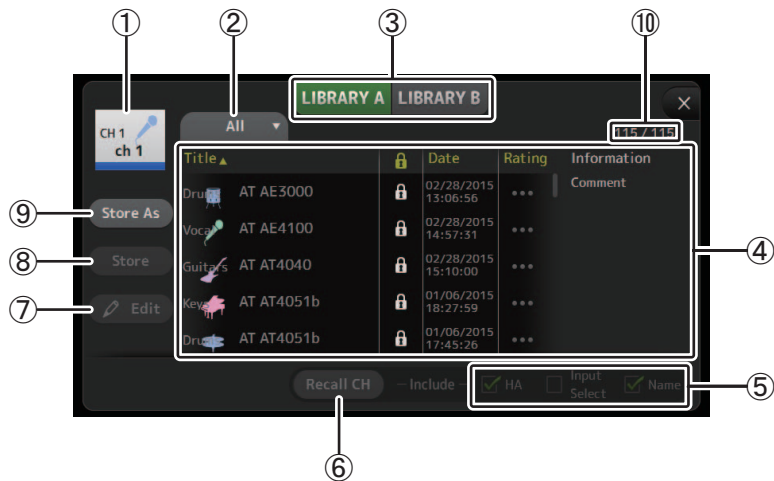 ① ② ③ ⑩
LIBRARY A LIBRARY B
CH 1
ch 1
All
115 / 115
Title Date Rating Information
Drum AT AE3000 02/28/2015 13:06:56 Comment
Vocal AT AE4100 02/28/2015 14:57:31
Guitars AT AT4040 02/28/2015 15:10:00
Keys AT AT4051b 01/06/2015 18:27:59
Dru AT AT4051b 01/06/2015 17:45:26
⑨ Store As
⑧ Store
⑦ Edit
④
Recall CH Include HA Input Select Name ⑤
⑥